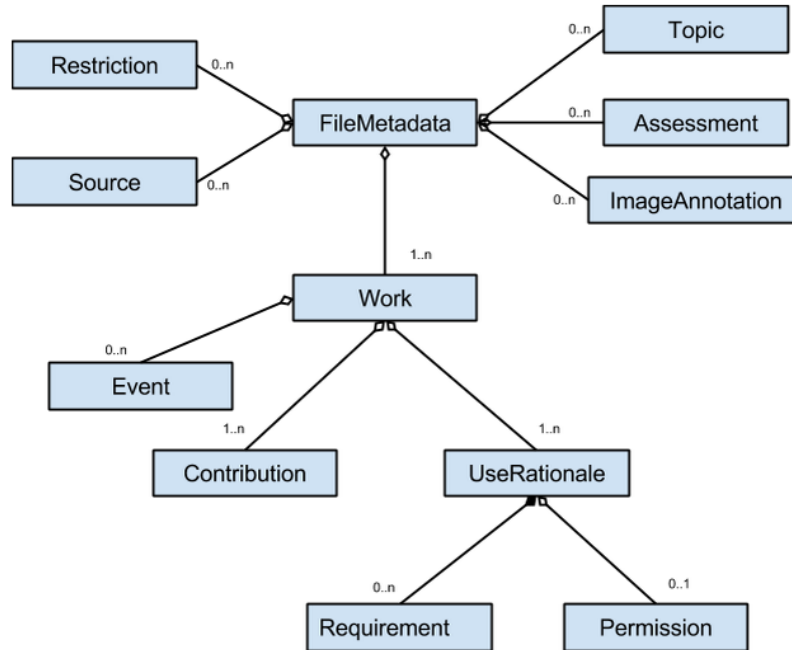 Topic
Restriction
0..n
0..n
FileMetadata
0..n
Assessment
Source
0..n
0..n
ImageAnnotation
1..n
Work
0..n
Event
1..n
1..n
Contribution
UseRationale
0..n
0..1
Requirement
Permission